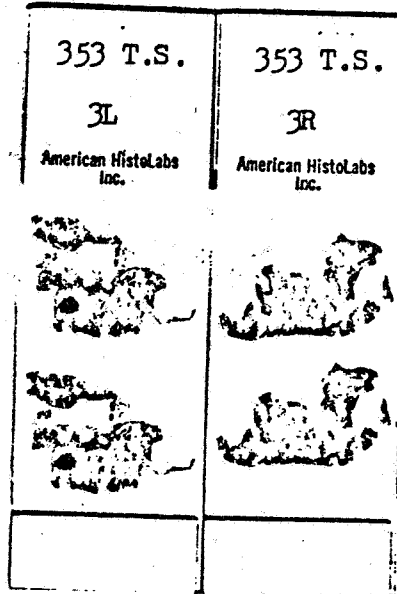 353 T.S.
3L
American HistoLabs
Inc.
353 T.S.
3R
American HistoLabs
Inc.